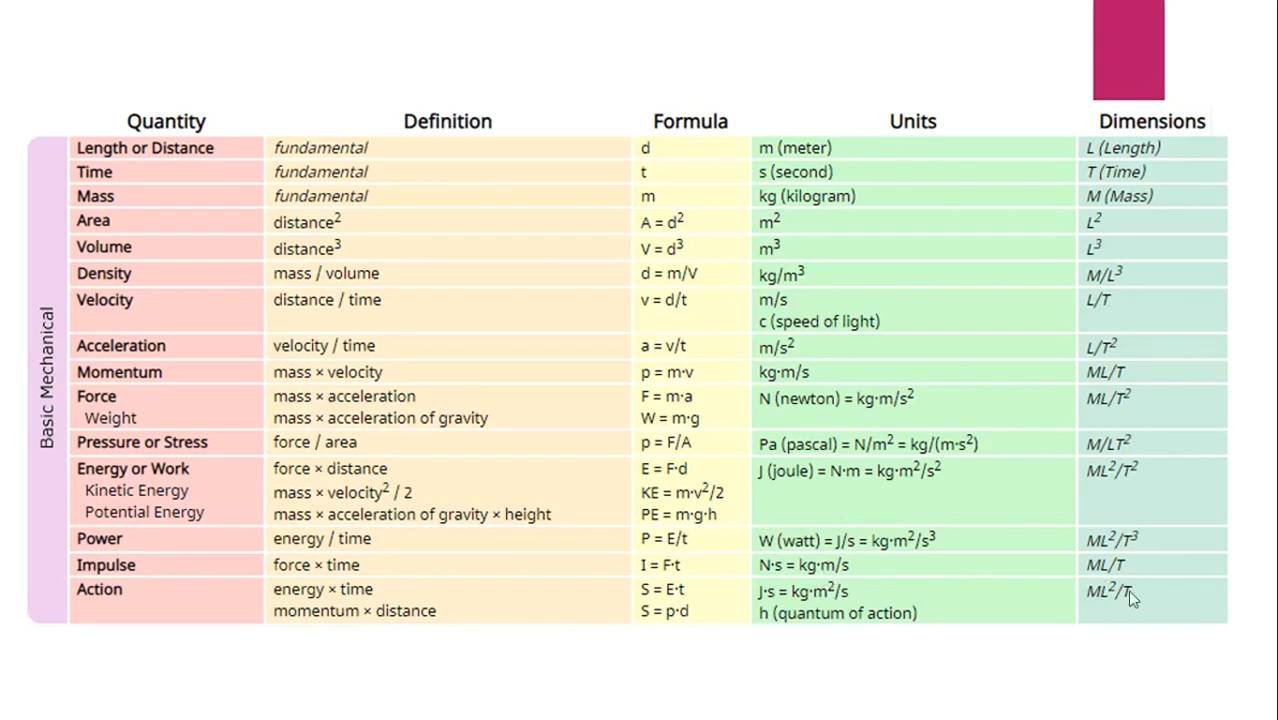 Quantity Definition Formula Units Dimensions
Basic Mechanical
Length or Distance fundamental d m (meter) L (Length)
Time fundamental t s (second) T (Time)
Mass fundamental m kg (kilogram) M (Mass)
Area distance² A = d² m² L²
Volume distance³ V = d³ m³ L³
Density mass / volume d = m/V kg/m³ M/L³
Velocity distance / time v = d/t m/s L/T
c (speed of light)
Acceleration velocity / time a = v/t m/s² L/T²
Momentum mass × velocity p = m·v kg·m/s ML/T
Force mass × acceleration F = m·a N (newton) = kg·m/s² ML/T²
Weight mass × acceleration of gravity W = m·g
Pressure or Stress force / area p = F/A Pa (pascal) = N/m² = kg/(m·s²) M/LT²
Energy or Work force × distance E = F·d J (joule) = N·m = kg·m²/s² ML²/T²
Kinetic Energy mass × velocity² / 2 KE = m·v²/2
Potential Energy mass × acceleration of gravity × height PE = m·g·h
Power energy / time P = E/t W (watt) = J/s = kg·m²/s³ ML²/T³
Impulse force × time I = F·t N·s = kg·m/s ML/T
Action energy × time S = E·t J·s = kg·m²/s ML²/T
momentum × distance S = p·d h (quantum of action)